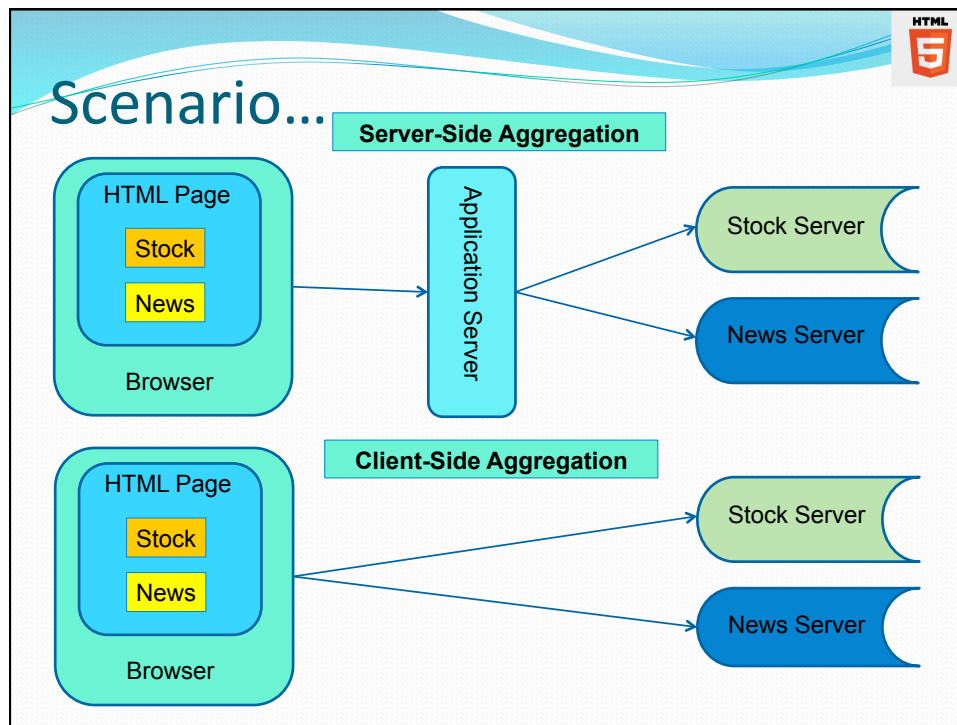 HTML
5
Scenario...
Server-Side Aggregation
HTML Page
Stock
News
Browser
Application Server
Stock Server
News Server
Client-Side Aggregation
HTML Page
Stock
News
Browser
Stock Server
News Server